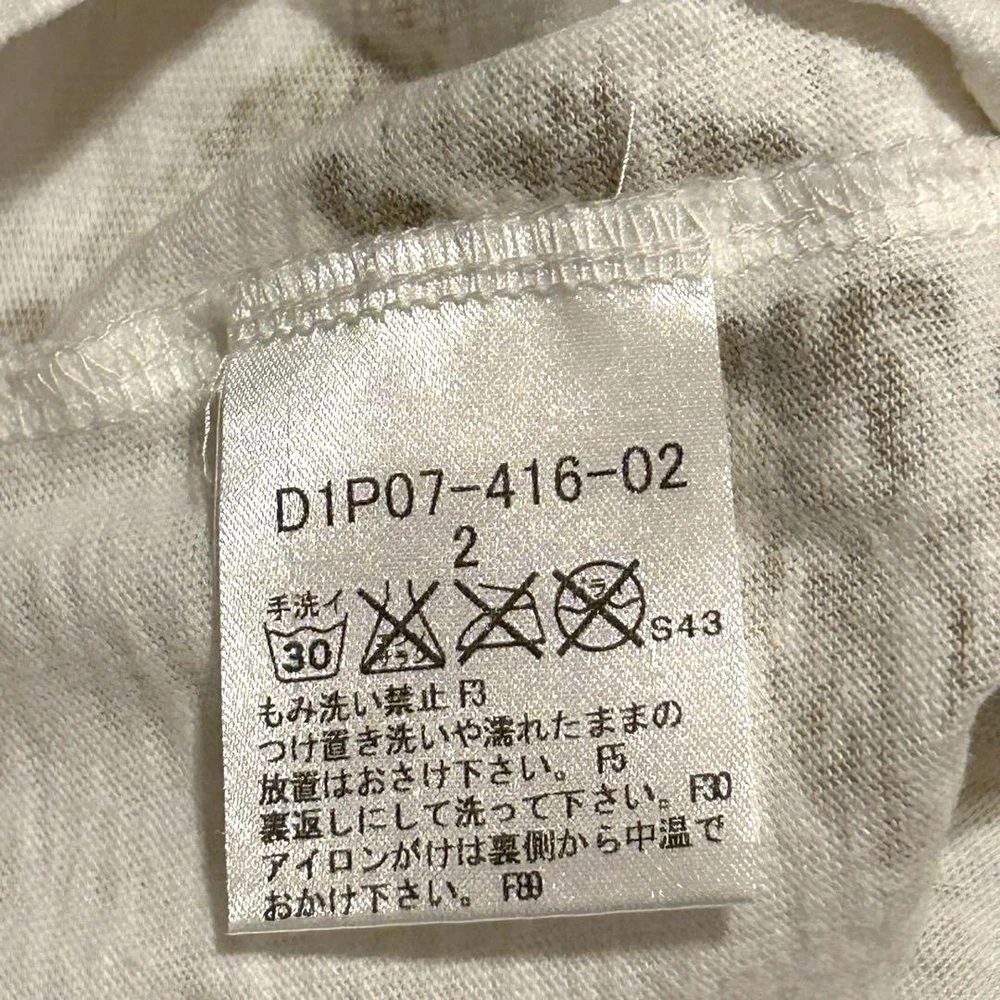 D1P07-416-02
2
手洗イ
30
S43
もみ洗い禁止 F3
つけ置き洗いや濡れたままの
放置はおさけ下さい。 F5
裏返しにして洗って下さい。 F30
アイロンがけは裏側から中温で
おかけ下さい。 F89